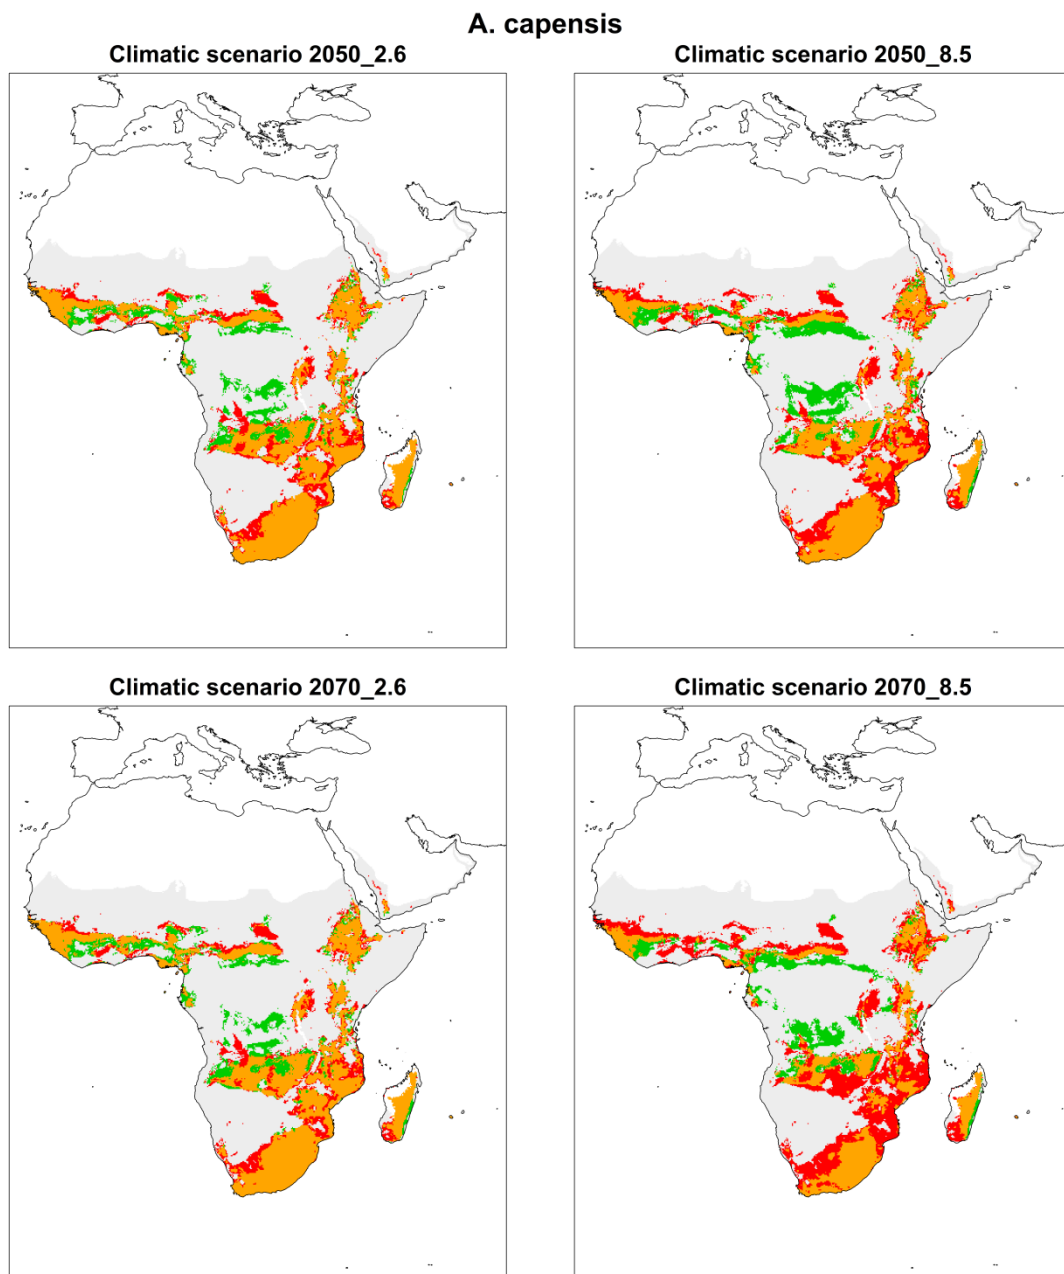 A. capensis
Climatic scenario 2050_2.6
Climatic scenario 2050_8.5
Climatic scenario 2070_2.6
Climatic scenario 2070_8.5